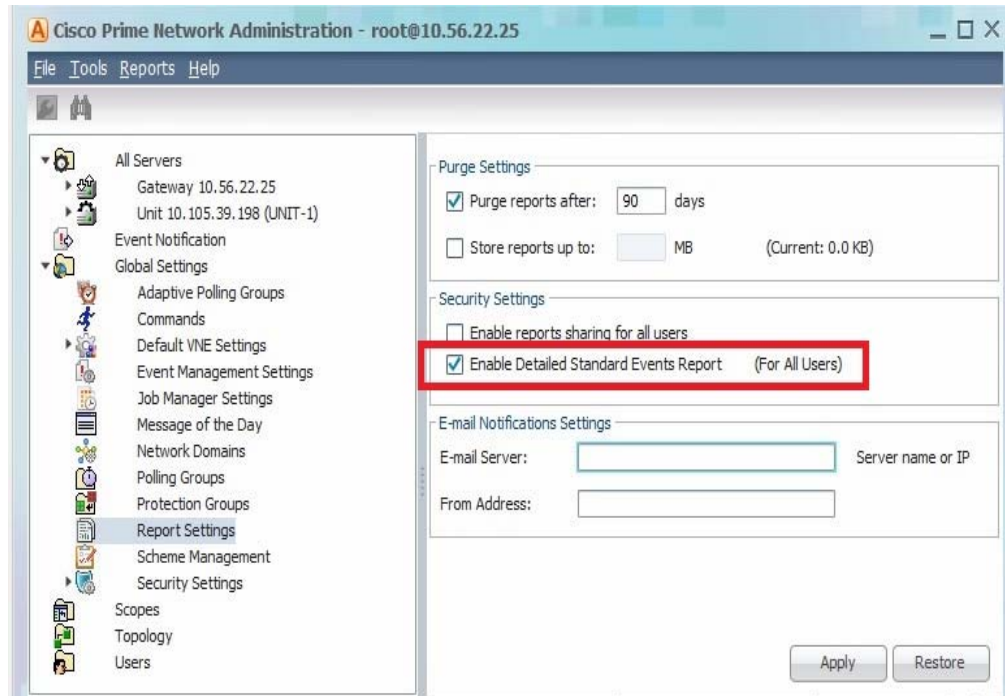 Cisco Prime Network Administration - root@10.56.22.25
File Tools Reports Help
All Servers
Gateway 10.56.22.25
Unit 10.105.39.198 (UNIT-1)
Event Notification
Global Settings
Adaptive Polling Groups
Commands
Default VNE Settings
Event Management Settings
Job Manager Settings
Message of the Day
Network Domains
Polling Groups
Protection Groups
Report Settings
Scheme Management
Security Settings
Scopes
Topology
Users
Purge Settings
Purge reports after: 90 days
Store reports up to: MB (Current: 0.0 KB)
Security Settings
Enable reports sharing for all users
Enable Detailed Standard Events Report (For All Users)
E-mail Notifications Settings
E-mail Server: Server name or IP
From Address:
Apply Restore